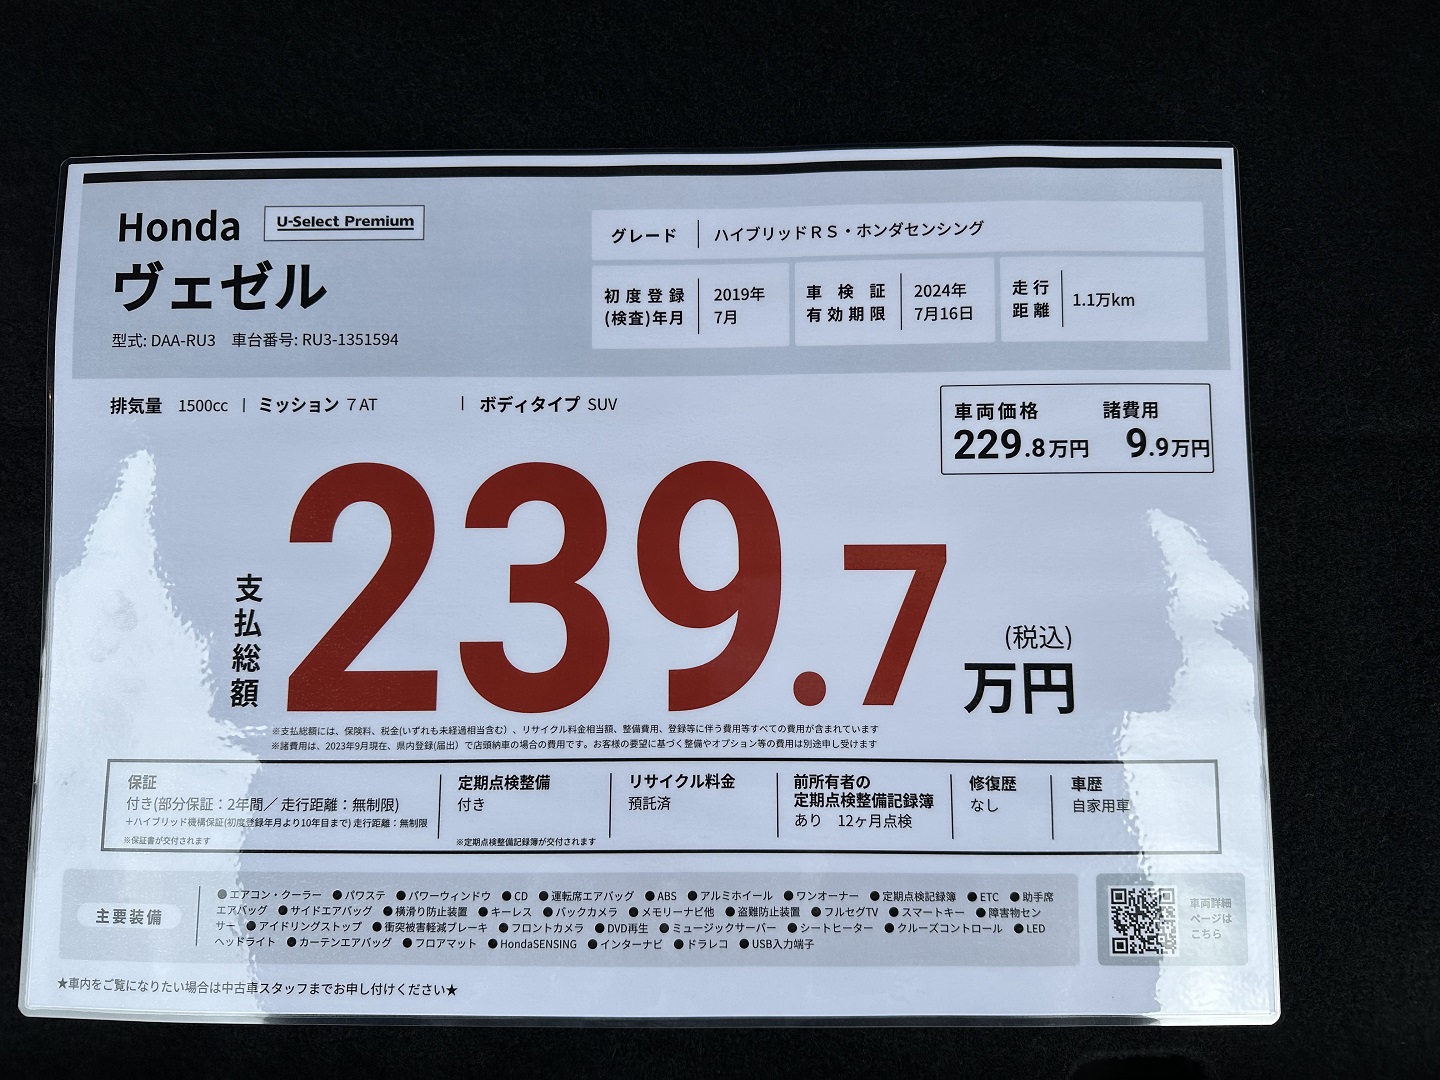 Honda U-Select Premium
ヴェゼル
型式: DAA-RU3 車台番号: RU3-1351594
グレード ハイブリッドＲＳ・ホンダセンシング
初度登録
(検査)年月
2019年
7月
車検証
有効期限
2024年
7月16日
走行
距離
1.1万km
排気量 1500cc | ミッション 7AT | ボディタイプ SUV
車両価格 諸費用
229.8万円 9.9万円
支払総額
239.7
(税込)
万円
※支払総額には、保険料、税金(いずれも未経過相当含む)、リサイクル料金相当額、整備費用、登録等に伴う費用等すべての費用が含まれています
※諸費用は、2023年9月現在、県内登録(届出）で店頭納車の場合の費用です。お客様の要望に基づく整備やオプション等の費用は別途申し受けます
保証
付き(部分保証：2年間／ 走行距離：無制限)
＋ハイブリッド機構保証(初度登録年月より10年目まで) 走行距離：無制限
※保証書が交付されます
定期点検整備
付き
※定期点検整備記録簿が交付されます
リサイクル料金
預託済
前所有者の
定期点検整備記録簿
あり 12ヶ月点検
修復歴
なし
車歴
自家用車
主要装備
●エアコン・クーラー ●パワステ ●パワーウィンドウ ●CD ●運転席エアバッグ ●ABS ●アルミホイール ●ワンオーナー ●定期点検記録簿 ●ETC ●助手席
エアバッグ ●サイドエアバッグ ●横滑り防止装置 ●キーレス ●バックカメラ ●メモリーナビ他 ●盗難防止装置 ●フルセグTV ●スマートキー ●障害物セン
サー ●アイドリングストップ ●衝突被害軽減ブレーキ ●フロントカメラ ●DVD再生 ●ミュージックサーバー ●シートヒーター ●クルーズコントロール ●LED
ヘッドライト ●カーテンエアバッグ ●フロアマット ●HondaSENSING ●インターナビ ●ドラレコ ●USB入力端子
車両詳細
ページは
こちら
★車内をご覧になりたい場合は中古車スタッフまでお申し付けください★